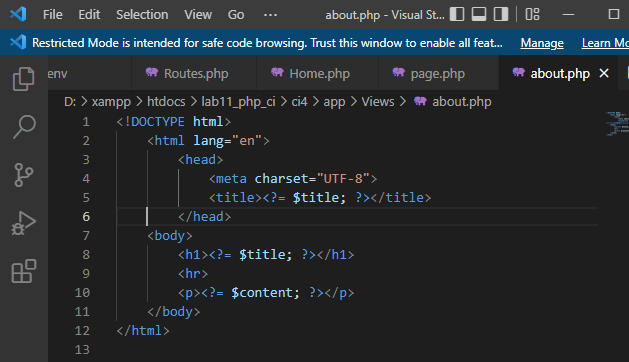 File Edit Selection View Go ··· about.php - Visual St...
Restricted Mode is intended for safe code browsing. Trust this window to enable all feat... Manage Learn Mo
env Routes.php Home.php page.php about.php
D: > xampp > htdocs > lab11_php_ci > ci4 > app > Views > about.php
1 <!DOCTYPE html>
2 <html lang="en">
3 <head>
4 <meta charset="UTF-8">
5 <title><?= $title; ?></title>
6 </head>
7 <body>
8 <h1><?= $title; ?></h1>
9 <hr>
10 <p><?= $content; ?></p>
11 </body>
12 </html>
13